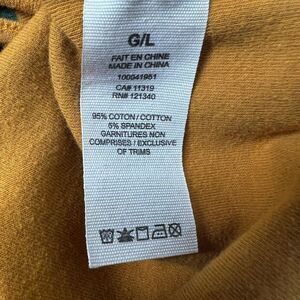 G/L
FAIT EN CHINE
MADE IN CHINA
100941951
CA# 11319
RN# 121340
95% COTON / COTTON
5% SPANDEX
GARNITURES NON
COMPRISES / EXCLUSIVE
OF TRIMS